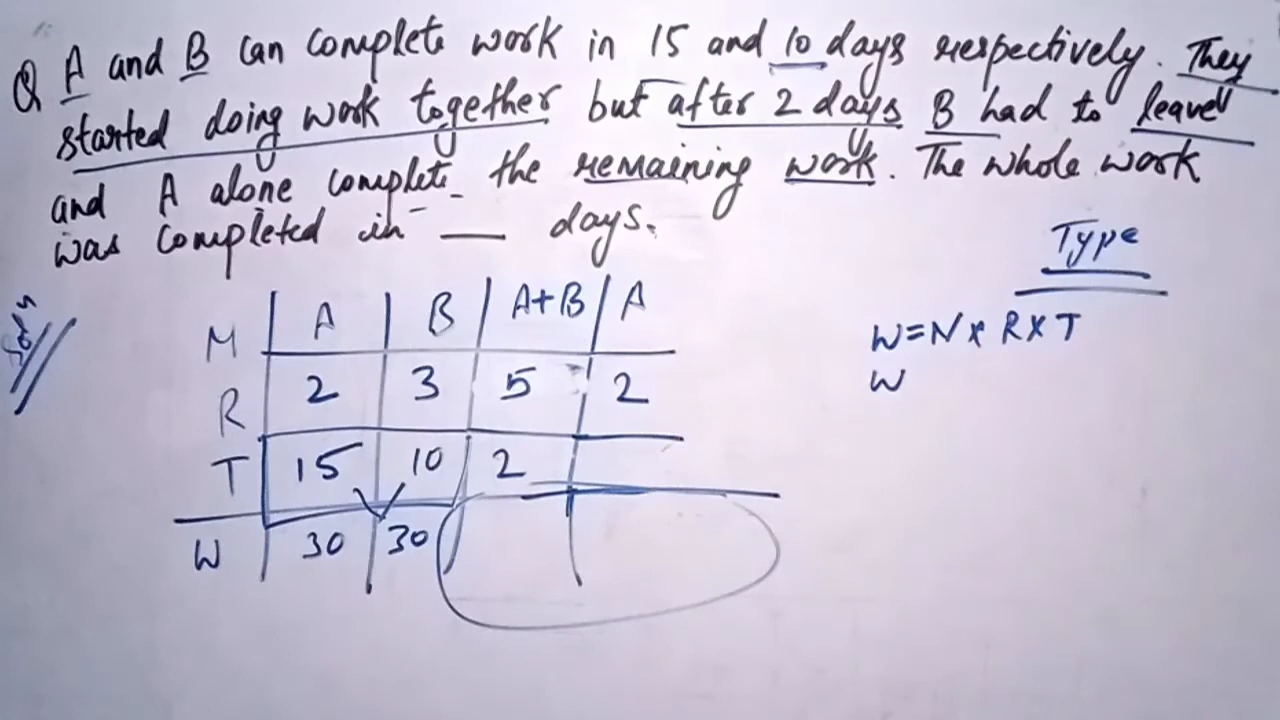 Q A and B can complete work in 15 and 10 days respectively. They
started doing work together but after 2 days B had to leave
and A alone complete the remaining work. The whole work
was completed in ___ days.
Type
Soln
M A B A+B A
W=N x R x T
R 2 3 5 2
W
T 15 10 2
W 30 30